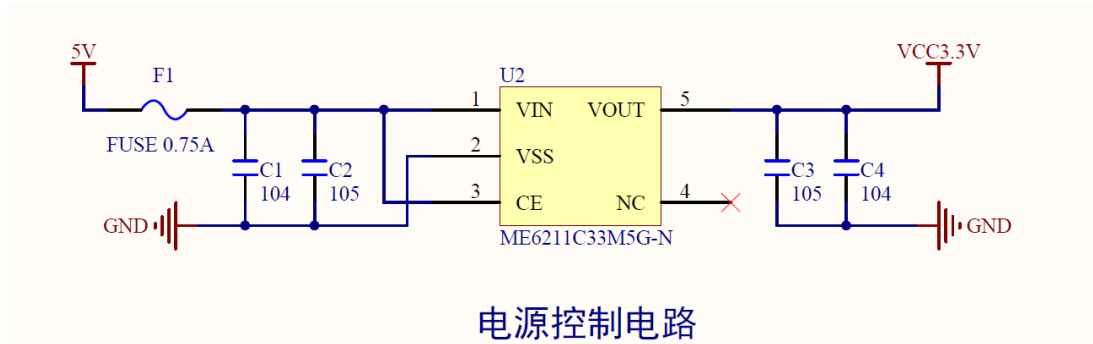 5V
F1
FUSE 0.75A
C1
104
C2
105
GND
U2
1
VIN
VOUT
5
2
VSS
3
CE
NC
4
ME6211C33M5G-N
VCC3.3V
C3
105
C4
104
GND
电源控制电路